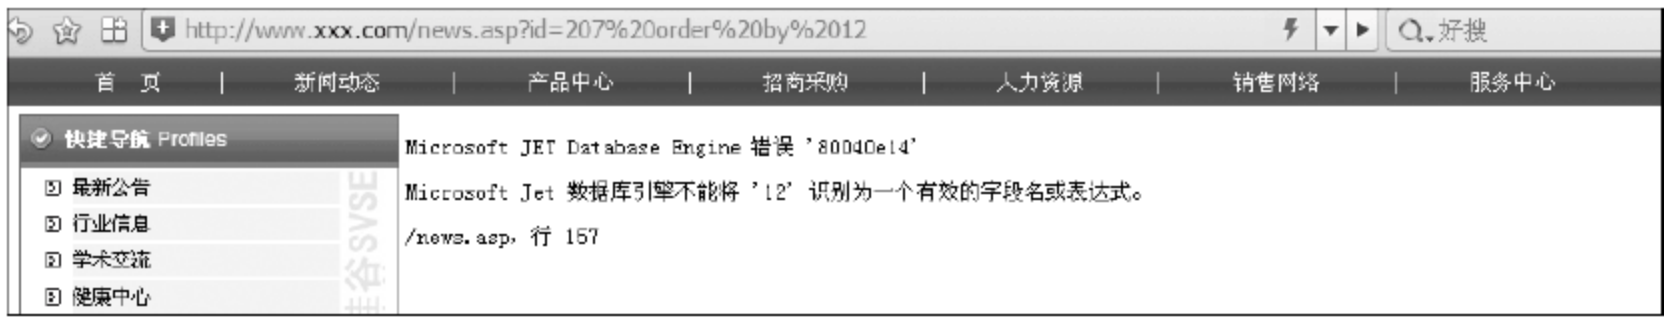 http://www.xxx.com/news.asp?id=207%20order%20by%2012 好搜
首 页 | 新闻动态 | 产品中心 | 招商采购 | 人力资源 | 销售网络 | 服务中心
快捷导航 Profiles
Microsoft JET Database Engine 错误 '80040e14'
最新公告
Microsoft Jet 数据库引擎不能将 '12' 识别为一个有效的字段名或表达式。
行业信息
/news.asp，行 157
学术交流
健康中心
谷SVSE